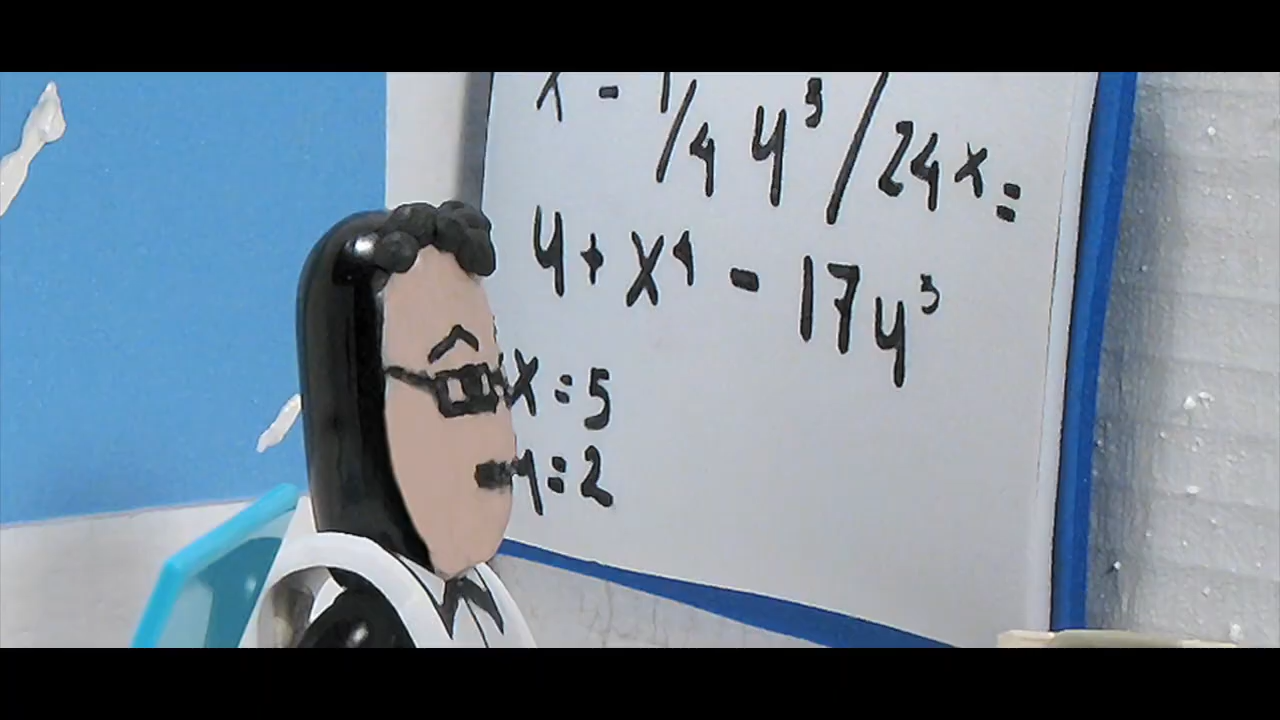 x - 1/4 y³/24x =
y + x⁴ - 17y³
x = 5
y = 2